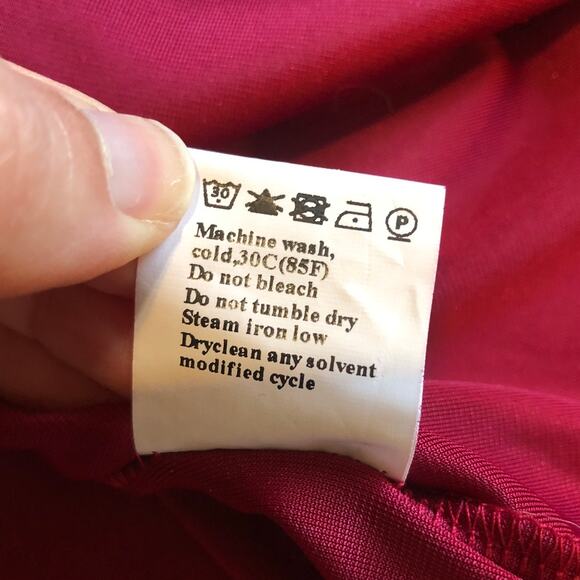 30 P
Machine wash,
cold,30C(85F)
Do not bleach
Do not tumble dry
Steam iron low
Dryclean any solvent
modified cycle